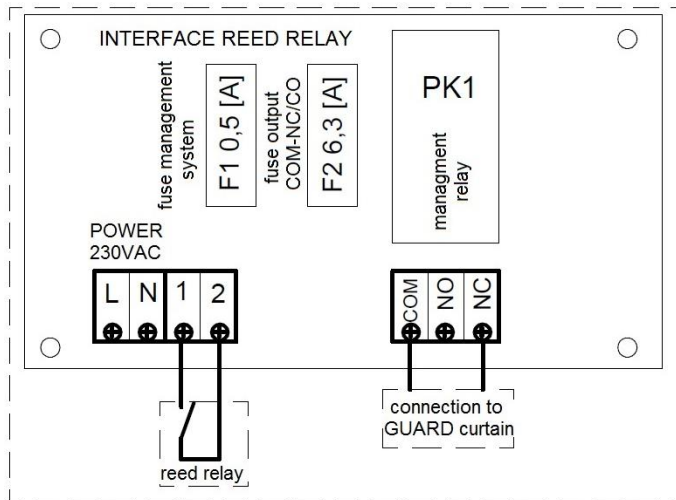 INTERFACE REED RELAY
fuse management
system
F1 0,5 [A]
fuse output
COM-NC/CO
F2 6,3 [A]
PK1
managment
relay
POWER
230VAC
L N 1 2
COM NO NC
reed relay
connection to
GUARD curtain